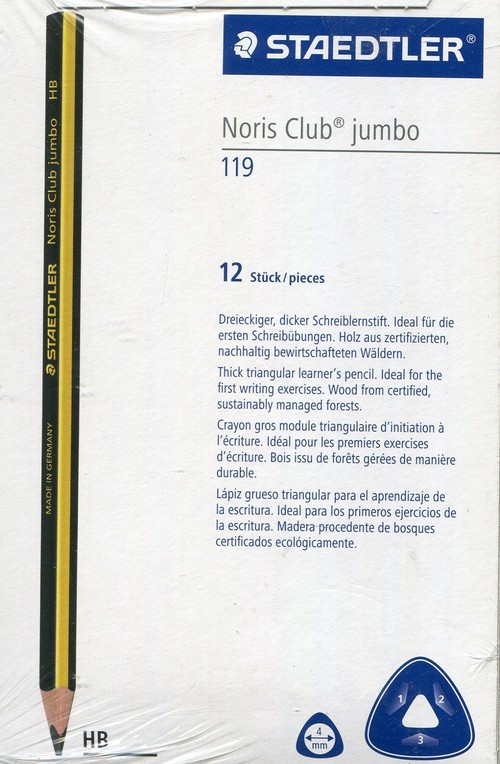 STAEDTLER®
Noris Club® jumbo
119
12 Stück/pieces
Dreieckiger, dicker Schreiblernstift. Ideal für die
ersten Schreibübungen. Holz aus zertifizierten,
nachhaltig bewirtschafteten Wäldern.
Thick triangular learner's pencil. Ideal for the
first writing exercises. Wood from certified,
sustainably managed forests.
Crayon gros module triangulaire d'initiation à
l'écriture. Idéal pour les premiers exercises
d'écriture. Bois issu de forêts gérées de manière
durable.
Lápiz grueso triangular para el aprendizaje de
la escritura. Ideal para los primeros ejercicios de
la escritura. Madera procedente de bosques
certificados ecológicamente.
MADE IN GERMANY STAEDTLER Noris Club jumbo HB
HB
4
mm
1 2
3